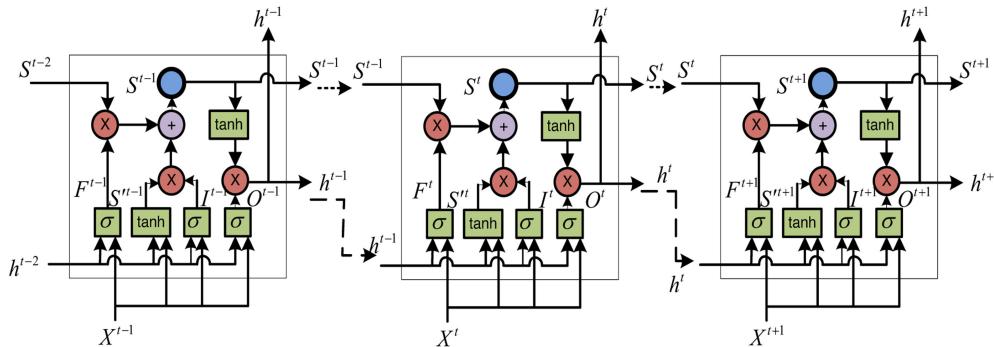 h^{t-1} h^{t} h^{t+1}
S^{t-2} S^{t-1} S^{t-1} S^{t-1} S^{t} S^{t} S^{t} S^{t+1} S^{t+1}
X + tanh X + tanh X + tanh
X X X X X X
F^{t-1} S''^{t-1} I^{t-1} O^{t-1} h^{t-1} F^{t} S''^{t} I^{t} O^{t} h^{t} F^{t+1} S''^{t+1} I^{t+1} O^{t+1} h^{t+}
σ tanh σ σ σ tanh σ σ σ tanh σ σ
h^{t-2} h^{t-1} h^{t}
X^{t-1} X^{t} X^{t+1}